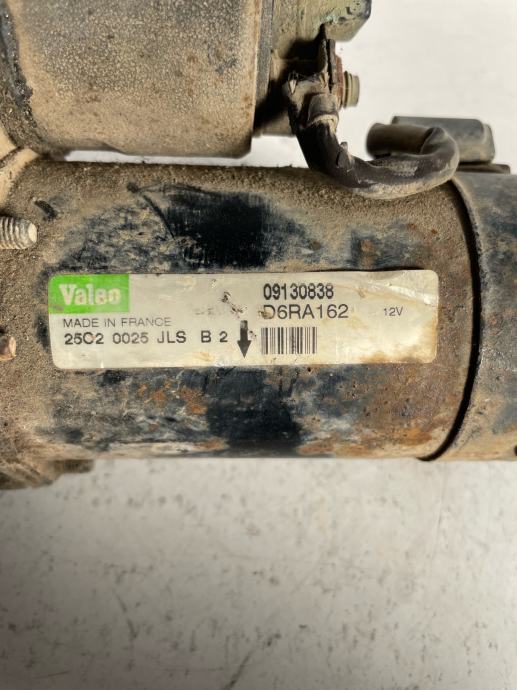 Valeo
09130838
D6RA162 12V
MADE IN FRANCE
25C2 0025 JLS B 2